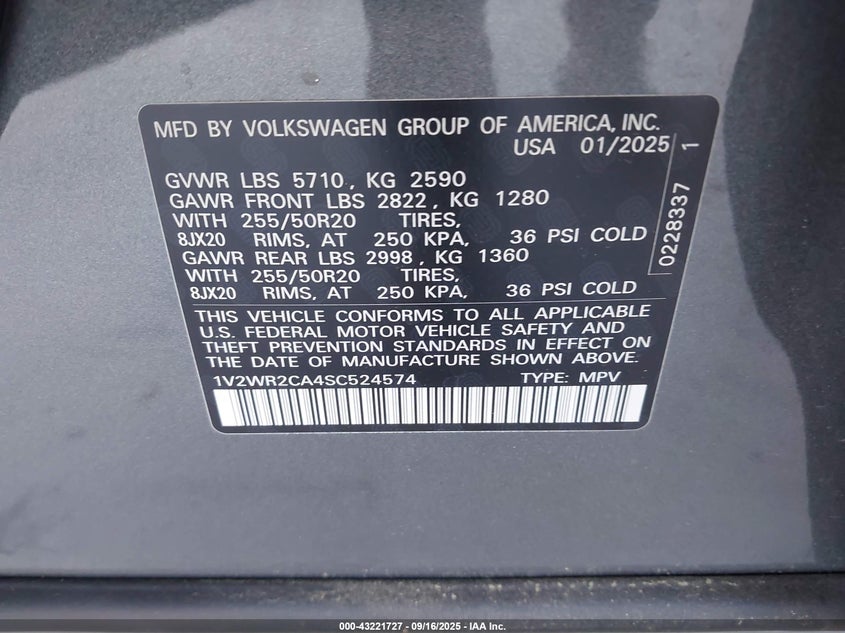 MFD BY VOLKSWAGEN GROUP OF AMERICA, INC.
USA 01/2025
GVWR LBS 5710, KG 2590
GAWR FRONT LBS 2822, KG 1280
WITH 255/50R20 TIRES,
8JX20 RIMS, AT 250 KPA, 36 PSI COLD
GAWR REAR LBS 2998, KG 1360
WITH 255/50R20 TIRES,
8JX20 RIMS, AT 250 KPA, 36 PSI COLD
THIS VEHICLE CONFORMS TO ALL APPLICABLE
U.S. FEDERAL MOTOR VEHICLE SAFETY AND
THEFT PREVENTION STANDARDS IN EFFECT ON
THE DATE OF MANUFACTURE SHOWN ABOVE.
1V2WR2CA4SC524574 TYPE: MPV
0228337 1
000-43221727 - 09/16/2025 - IAA Inc.